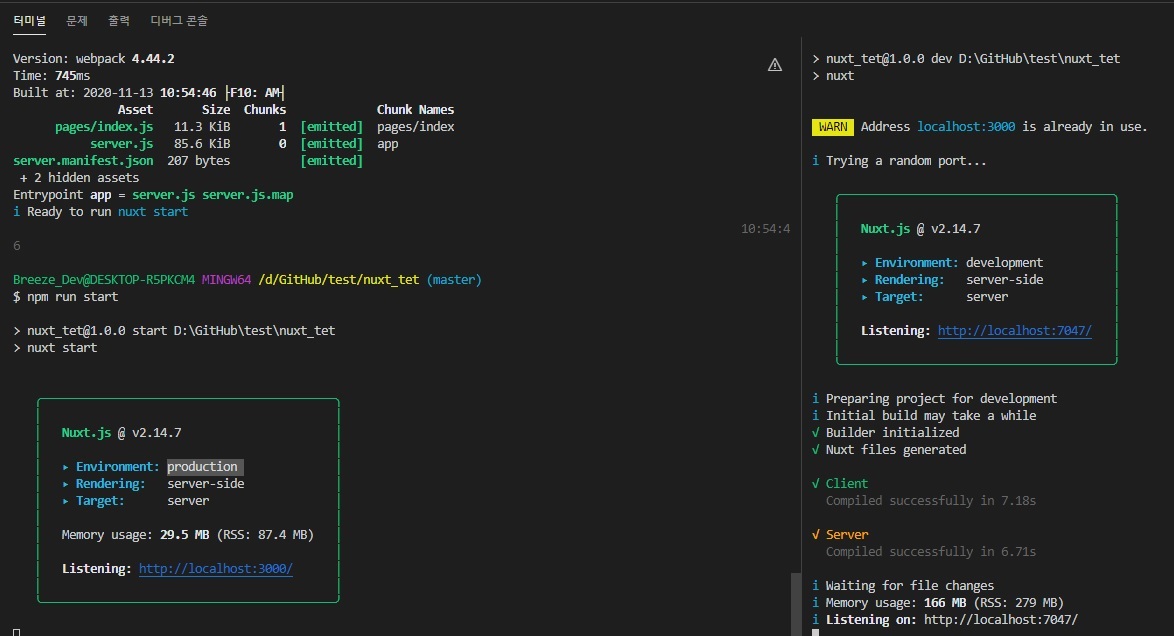 터미널 문제 출력 디버그 콘솔
Version: webpack 4.44.2
Time: 745ms
Built at: 2020-11-13 10:54:46 ├F10: AM┤
Asset Size Chunks Chunk Names
pages/index.js 11.3 KiB 1 [emitted] pages/index
server.js 85.6 KiB 0 [emitted] app
server.manifest.json 207 bytes [emitted]
+ 2 hidden assets
Entrypoint app = server.js server.js.map
i Ready to run nuxt start
10:54:4
6
Breeze_Dev@DESKTOP-R5PKCM4 MINGW64 /d/GitHub/test/nuxt_tet (master)
$ npm run start
> nuxt_tet@1.0.0 start D:\GitHub\test\nuxt_tet
> nuxt start
Nuxt.js @ v2.14.7
▸ Environment: production
▸ Rendering: server-side
▸ Target: server
Memory usage: 29.5 MB (RSS: 87.4 MB)
Listening: http://localhost:3000/
> nuxt_tet@1.0.0 dev D:\GitHub\test\nuxt_tet
> nuxt
WARN Address localhost:3000 is already in use.
i Trying a random port...
Nuxt.js @ v2.14.7
▸ Environment: development
▸ Rendering: server-side
▸ Target: server
Listening: http://localhost:7047/
i Preparing project for development
i Initial build may take a while
√ Builder initialized
√ Nuxt files generated
√ Client
Compiled successfully in 7.18s
√ Server
Compiled successfully in 6.71s
i Waiting for file changes
i Memory usage: 166 MB (RSS: 279 MB)
i Listening on: http://localhost:7047/